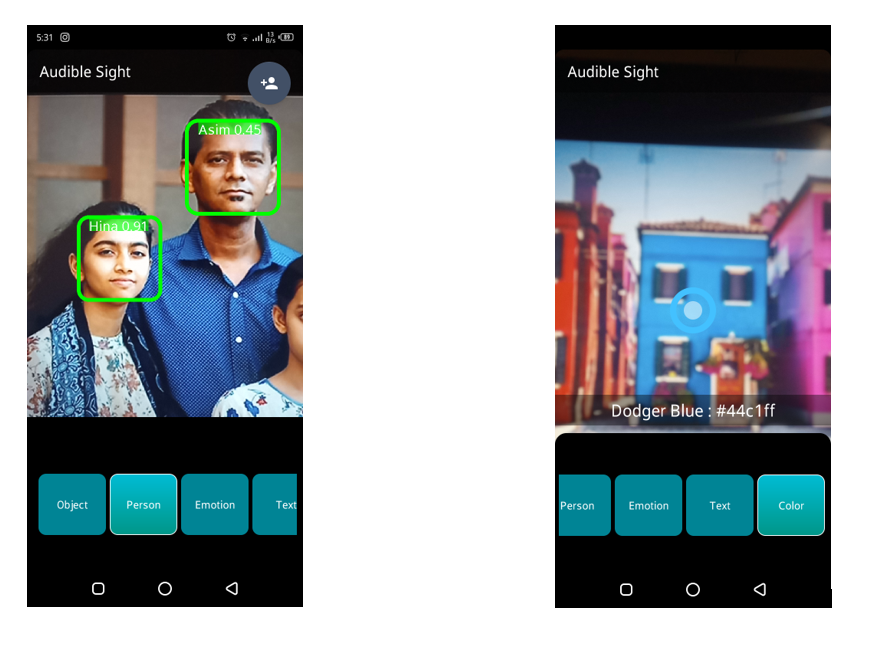 5:31
13
B/s
89
Audible Sight
Asim 0.45
Hina 0.91
Object
Person
Emotion
Text
Audible Sight
Dodger Blue : #44c1ff
Person
Emotion
Text
Color